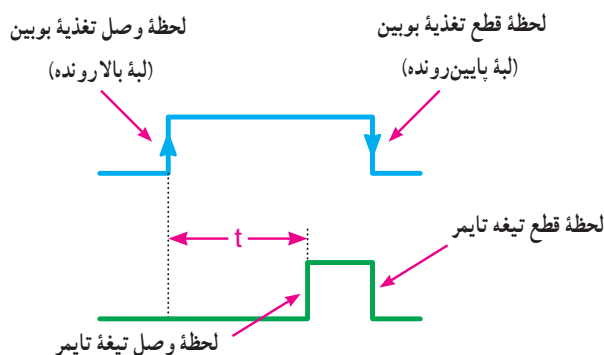 لحظهٔ وصل تغذیهٔ بوبین
(لبهٔ بالارونده)
لحظهٔ قطع تغذیهٔ بوبین
(لبهٔ پایین‌رونده)
t
لحظهٔ قطع تیغه تایمر
لحظهٔ وصل تیغهٔ تایمر